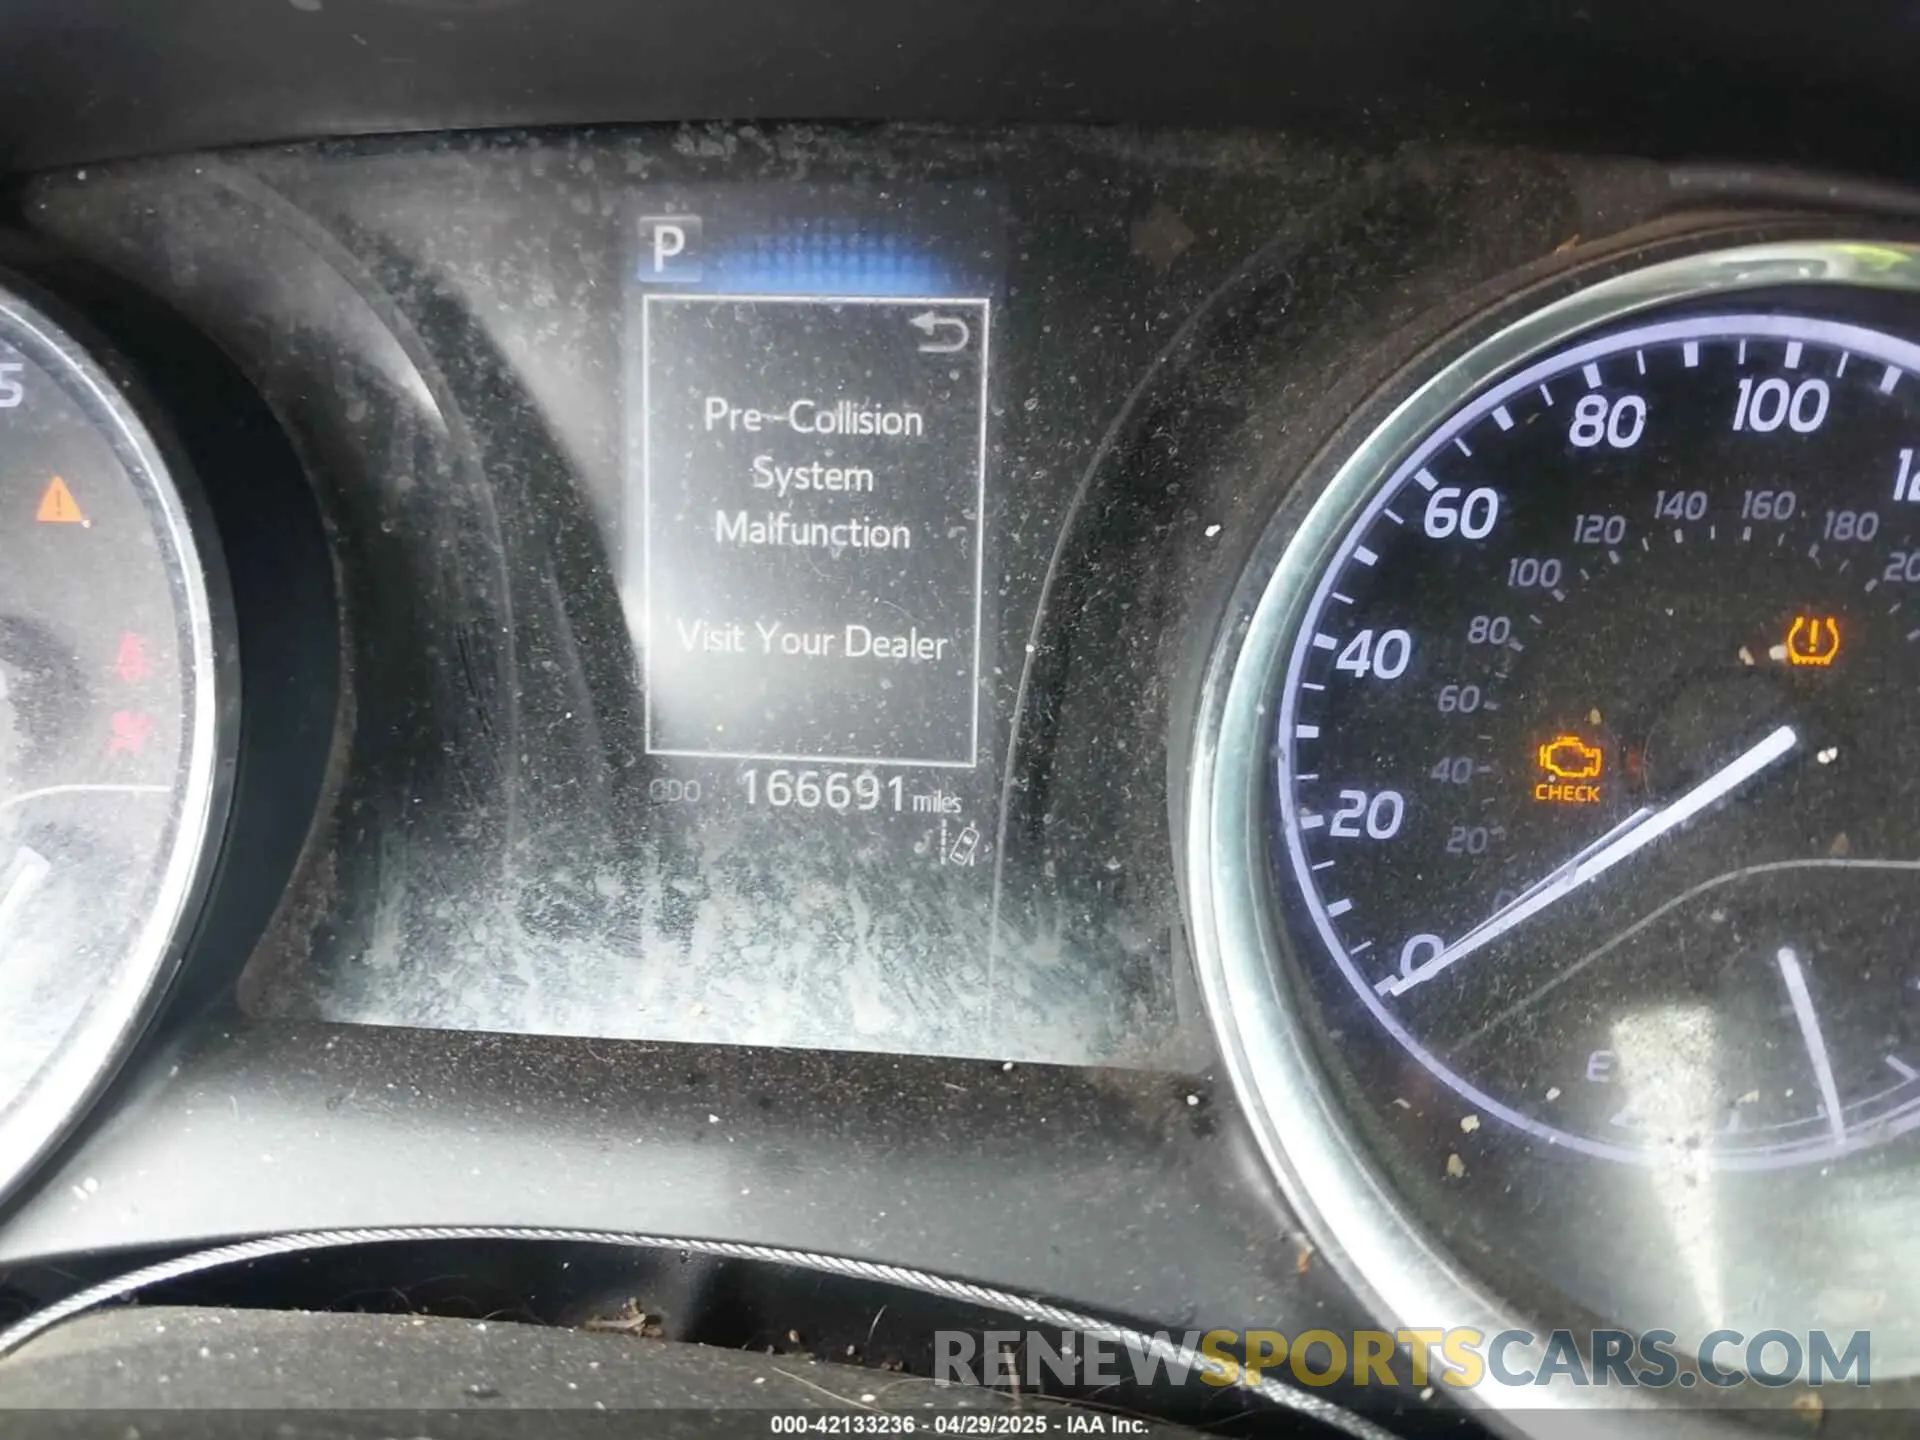 5
P
Pre-Collision
System
Malfunction
Visit Your Dealer
ODO 166691 miles
0
20
40
60
80
100
20
40
60
80
100
120
140
160
180
CHECK
E
RENEWSPORTSCARS.COM
000-42133236 - 04/29/2025 - IAA Inc.